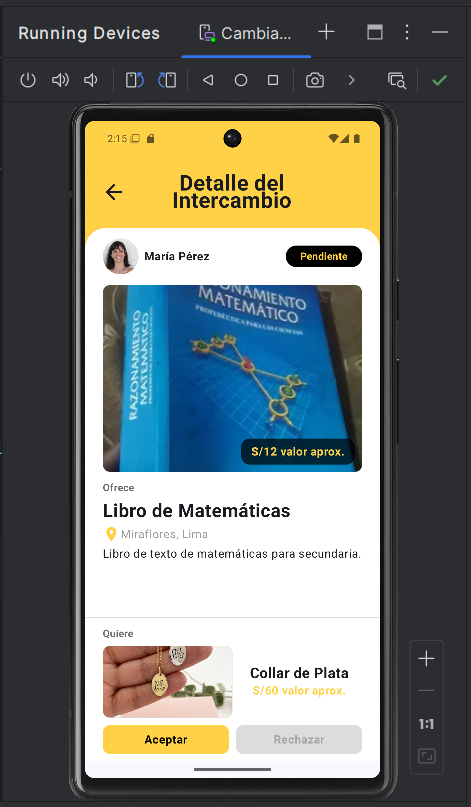 Running Devices
Cambia...
2:15
Detalle del
Intercambio
María Pérez
Pendiente
RAZONAMIENTO
MATEMÁTICO
PROPEDÉUTICA PARA LAS CIENCIAS
RAZONAMIENTO
MATEMÁTICO
S/12 valor aprox.
Ofrece
Libro de Matemáticas
Miraflores, Lima
Libro de texto de matemáticas para secundaria.
Quiere
Collar de Plata
S/60 valor aprox.
Aceptar
Rechazar
1:1